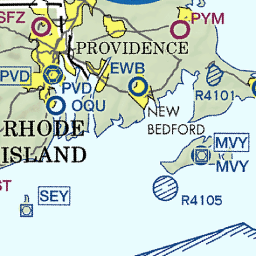 SFZ
PYM
PROVIDENCE
PVD
EWB
PVD
R4101
OQU
NEW
BEDFORD
RHODE
ISLAND
MVY
MVY
ST
SEY
R4105